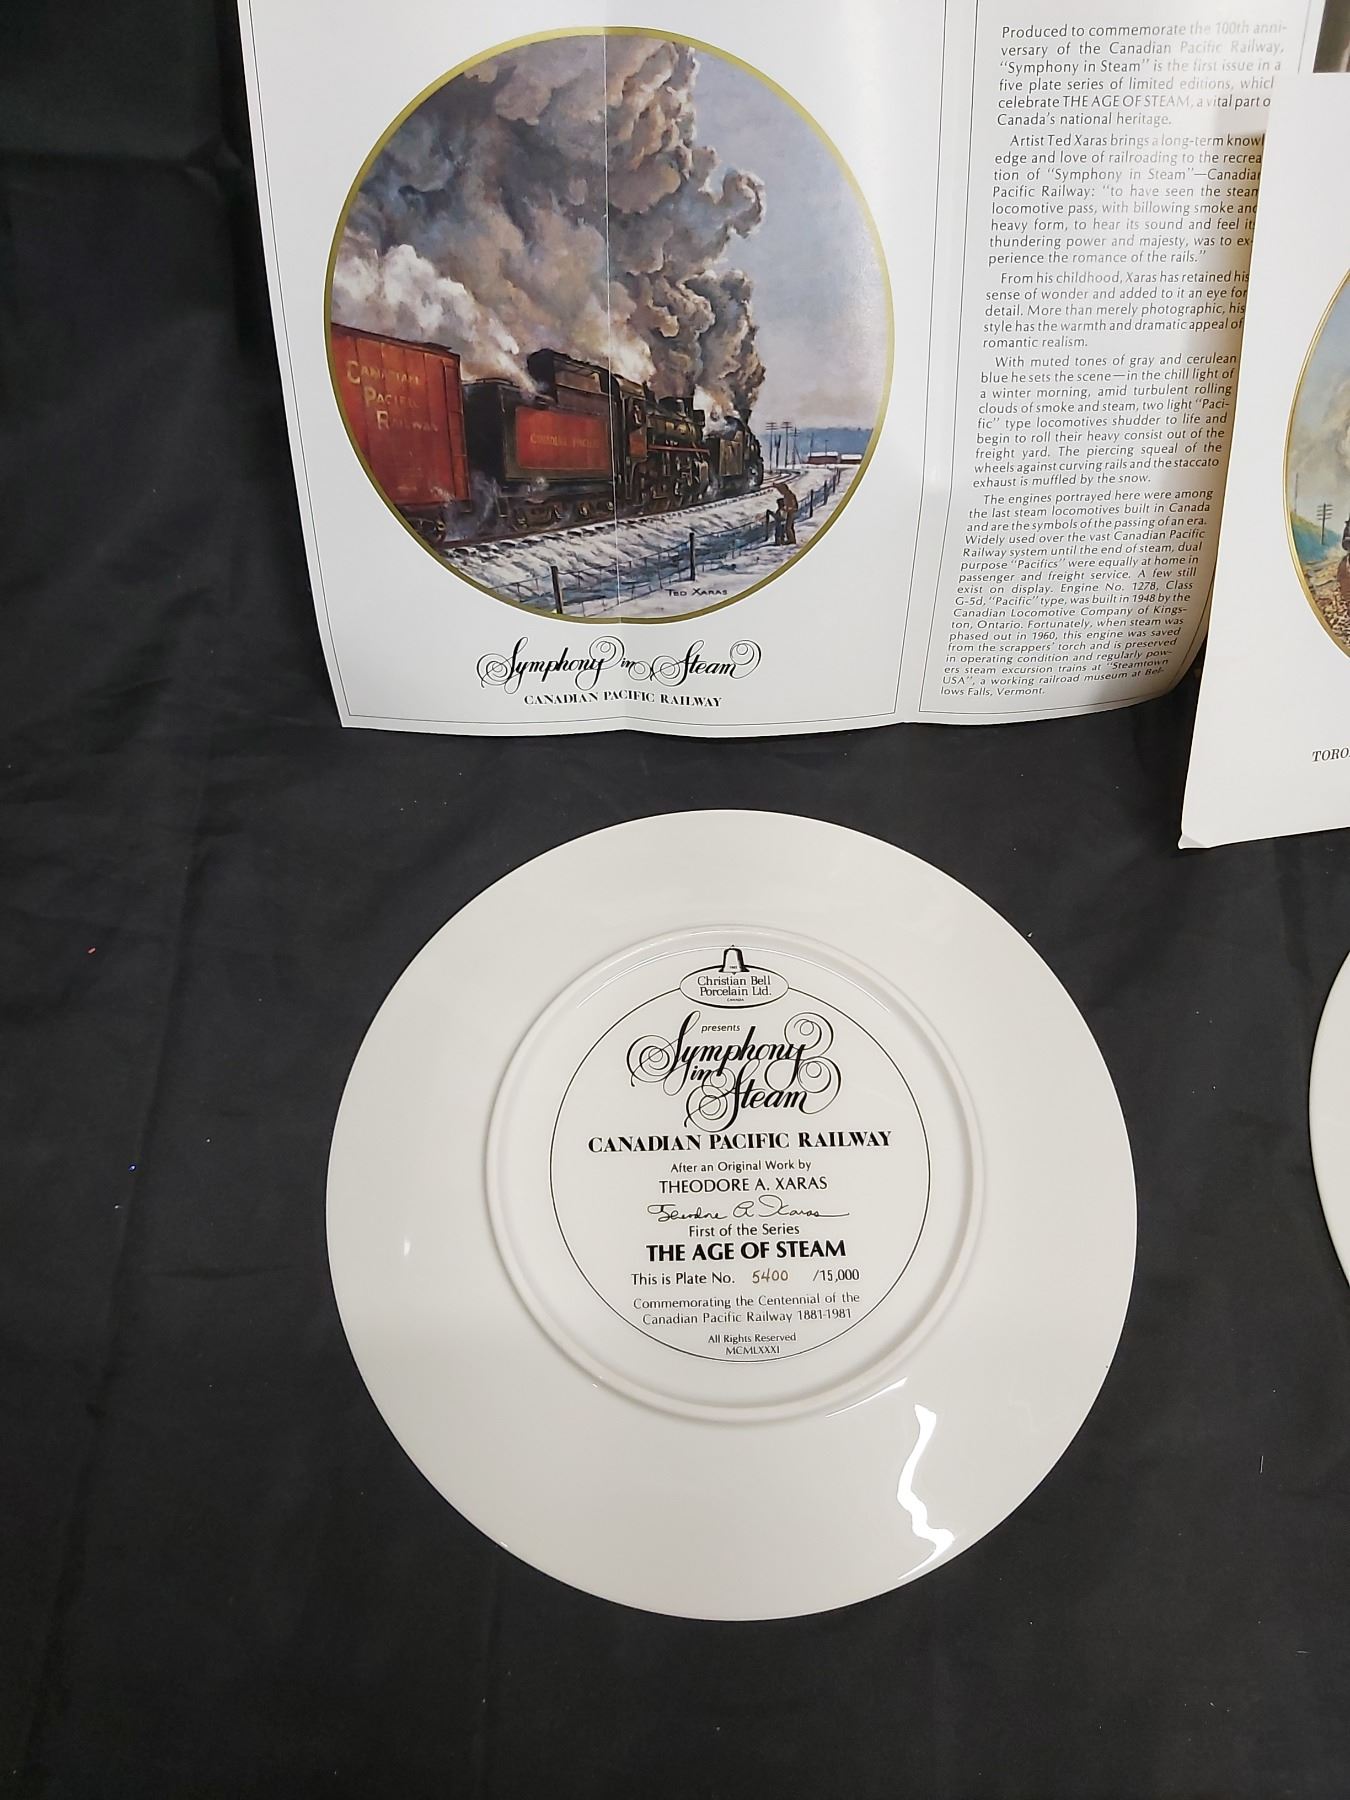 CANADIAN
PACIFIC
RAILWAY
CANADIAN PACIFIC
TED XARAS
Symphony in Steam
CANADIAN PACIFIC RAILWAY
Produced to commemorate the 100th anni-
versary of the Canadian Pacific Railway,
"Symphony in Steam" is the first issue in a
five plate series of limited editions, which
celebrate THE AGE OF STEAM, a vital part o
Canada's national heritage.
Artist Ted Xaras brings a long-term knowl
edge and love of railroading to the recrea
tion of "Symphony in Steam"—Canadian
Pacific Railway: "to have seen the steam
locomotive pass, with billowing smoke and
heavy form, to hear its sound and feel its
thundering power and majesty, was to ex-
perience the romance of the rails."
From his childhood, Xaras has retained his
sense of wonder and added to it an eye for
detail. More than merely photographic, his
style has the warmth and dramatic appeal of
romantic realism.
With muted tones of gray and cerulean
blue he sets the scene—in the chill light of
a winter morning, amid turbulent rolling
clouds of smoke and steam, two light "Paci-
fic" type locomotives shudder to life and
begin to roll their heavy consist out of the
freight yard. The piercing squeal of the
wheels against curving rails and the staccato
exhaust is muffled by the snow.
The engines portrayed here were among
the last steam locomotives built in Canada
and are the symbols of the passing of an era.
Widely used over the vast Canadian Pacific
Railway system until the end of steam, dual
purpose "Pacifics" were equally at home in
passenger and freight service. A few still
exist on display. Engine No. 1278, Class
G-5d, "Pacific" type, was built in 1948 by the
Canadian Locomotive Company of Kings-
ton, Ontario. Fortunately, when steam was
phased out in 1960, this engine was saved
from the scrappers' torch and is preserved
in operating condition and regularly pow-
ers steam excursion trains at "Steamtown
USA", a working railroad museum at Bel-
lows Falls, Vermont.
TORO
Christian Bell
Porcelain Ltd.
CANADA
presents
Symphony
in
Steam
CANADIAN PACIFIC RAILWAY
After an Original Work by
THEODORE A. XARAS
Theodore A. Xaras
First of the Series
THE AGE OF STEAM
This is Plate No. 5400 /15,000
Commemorating the Centennial of the
Canadian Pacific Railway 1881-1981
All Rights Reserved
MCMLXXXI